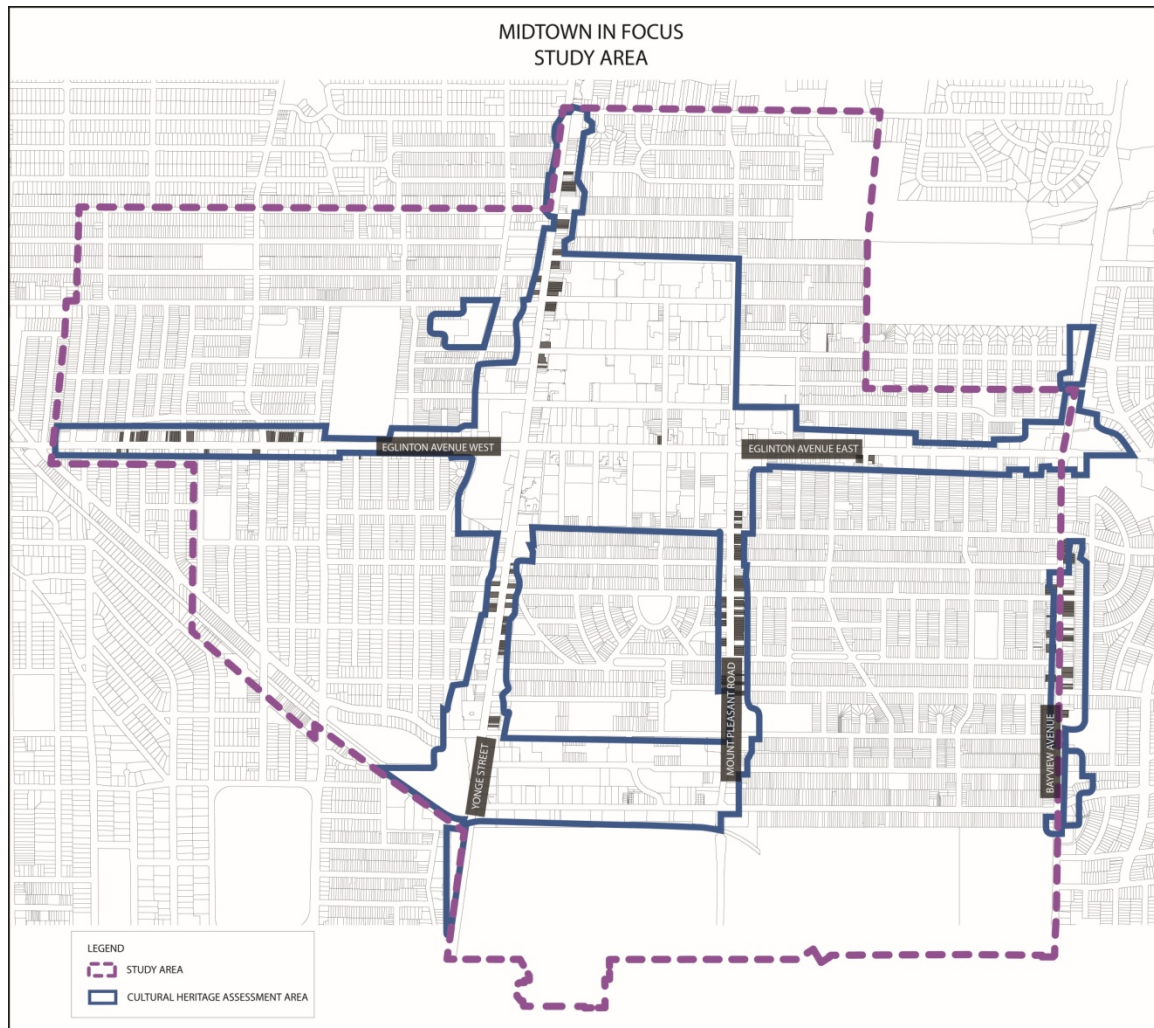 MIDTOWN IN FOCUS
STUDY AREA
EGLINTON AVENUE WEST
EGLINTON AVENUE EAST
MOUNT PLEASANT ROAD
BAYVIEW AVENUE
YONGE STREET
LEGEND
STUDY AREA
CULTURAL HERITAGE ASSESSMENT AREA